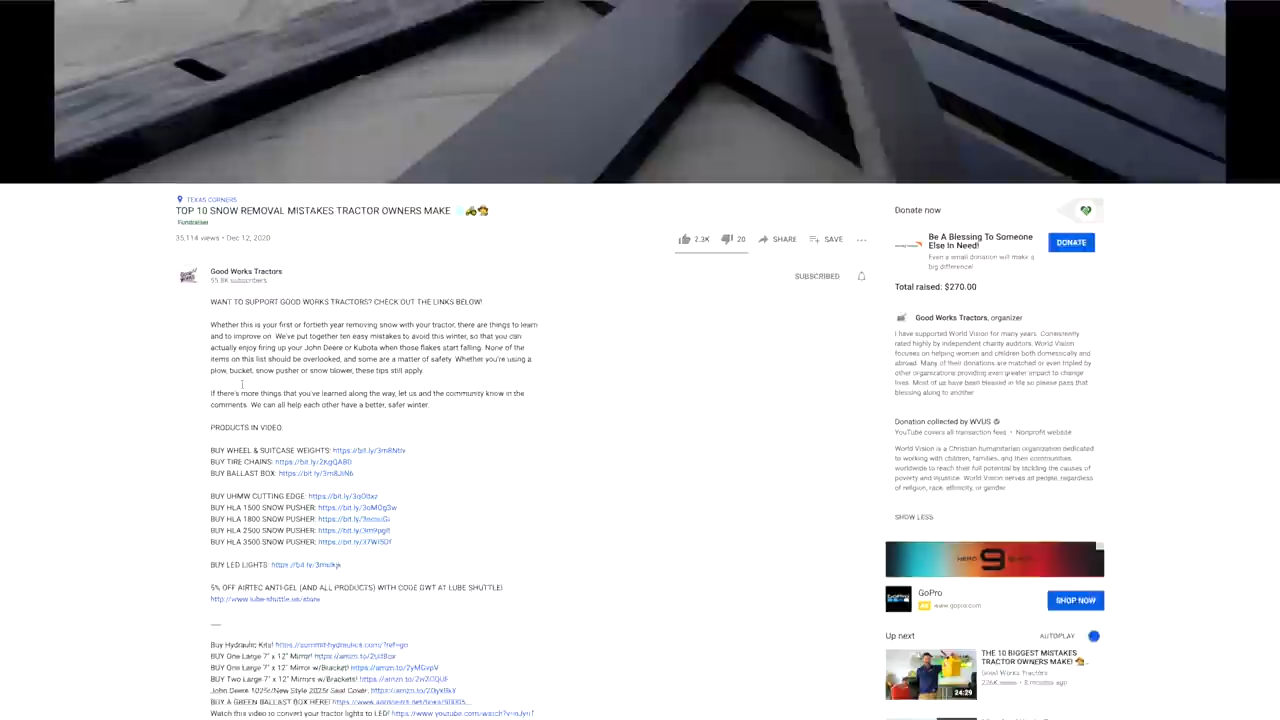 TEXAS CORNERS
TOP 10 SNOW REMOVAL MISTAKES TRACTOR OWNERS MAKE
Fundraiser
35,114 views • Dec 12, 2020
2.3K 20 SHARE SAVE
Good Works Tractors
55.8K subscribers
SUBSCRIBED
WANT TO SUPPORT GOOD WORKS TRACTORS? CHECK OUT THE LINKS BELOW!
Whether this is your first or fortieth year removing snow with your tractor, there are things to learn
and to improve on. We've put together ten easy mistakes to avoid this winter, so that you can
actually enjoy firing up your John Deere or Kubota when those flakes start falling. None of the
items on this list should be overlooked, and some are a matter of safety. Whether you're using a
plow, bucket, snow pusher or snow blower, these tips still apply.
If there's more things that you've learned along the way, let us and the community know in the
comments. We can all help each other have a better, safer winter.
PRODUCTS IN VIDEO:
BUY WHEEL & SUITCASE WEIGHTS:
BUY TIRE CHAINS:
BUY BALLAST BOX:
BUY UHMW CUTTING EDGE:
BUY HLA 1500 SNOW PUSHER:
BUY HLA 1800 SNOW PUSHER:
BUY HLA 2500 SNOW PUSHER:
BUY HLA 3500 SNOW PUSHER:
BUY LED LIGHTS:
5% OFF AIRTEC ANTI-GEL (AND ALL PRODUCTS) WITH CODE GWT AT LUBE SHUTTLE!
Buy Hydraulic Kits!
BUY One Large 7" x 12" Mirror!
BUY One Large 7" x 12" Mirror w/Bracket!
BUY Two Large 7" x 12" Mirrors w/Brackets!
John Deere 1025r/New Style 2025r Seat Cover:
BUY A GREEN BALLAST BOX HERE!
Watch this video to convert your tractor lights to LED!
Donate now
Be A Blessing To Someone
Else In Need!
DONATE
Even a small donation will make a
big difference!
Total raised: $270.00
Good Works Tractors, organizer
I have supported World Vision for many years. Consistently
rated highly by independent charity auditors. World Vision
focuses on helping women and children both domestically and
abroad. Many of their donations are matched or even tripled by
other organizations providing even greater impact to change
lives. Most of us have been blessed in life so please pass that
blessing along to another
Donation collected by WVUS
YouTube covers all transaction fees • Nonprofit website
World Vision is a Christian humanitarian organization dedicated
to working with children, families, and their communities
worldwide to reach their full potential by tackling the causes of
poverty and injustice. World Vision serves all people, regardless
of religion, race, ethnicity, or gender.
SHOW LESS
HERO 9 BLACK
GoPro
Ad www.gopro.com
SHOP NOW
Up next AUTOPLAY
THE 10 BIGGEST MISTAKES
TRACTOR OWNERS MAKE!
Good Works Tractors
24:29